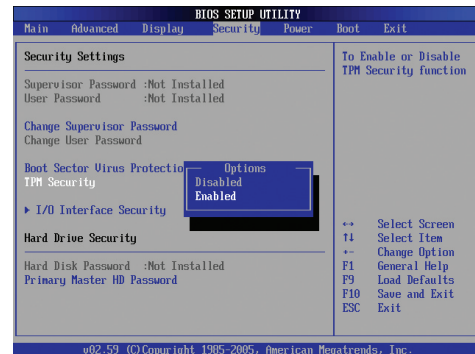 BIOS SETUP UTILITY
Main Advanced Display Security Power Boot Exit
Security Settings
Supervisor Password :Not Installed
User Password :Not Installed
Change Supervisor Password
Change User Password
Boot Sector Virus Protectio
TPM Security
▶ I/O Interface Security
Hard Drive Security
Hard Disk Password :Not Installed
Primary Master HD Password
Options
Disabled
Enabled
To Enable or Disable
TPM Security function
↔ Select Screen
↑↓ Select Item
+- Change Option
F1 General Help
F9 Load Defaults
F10 Save and Exit
ESC Exit
v02.59 (C)Copyright 1985-2005, American Megatrends, Inc.